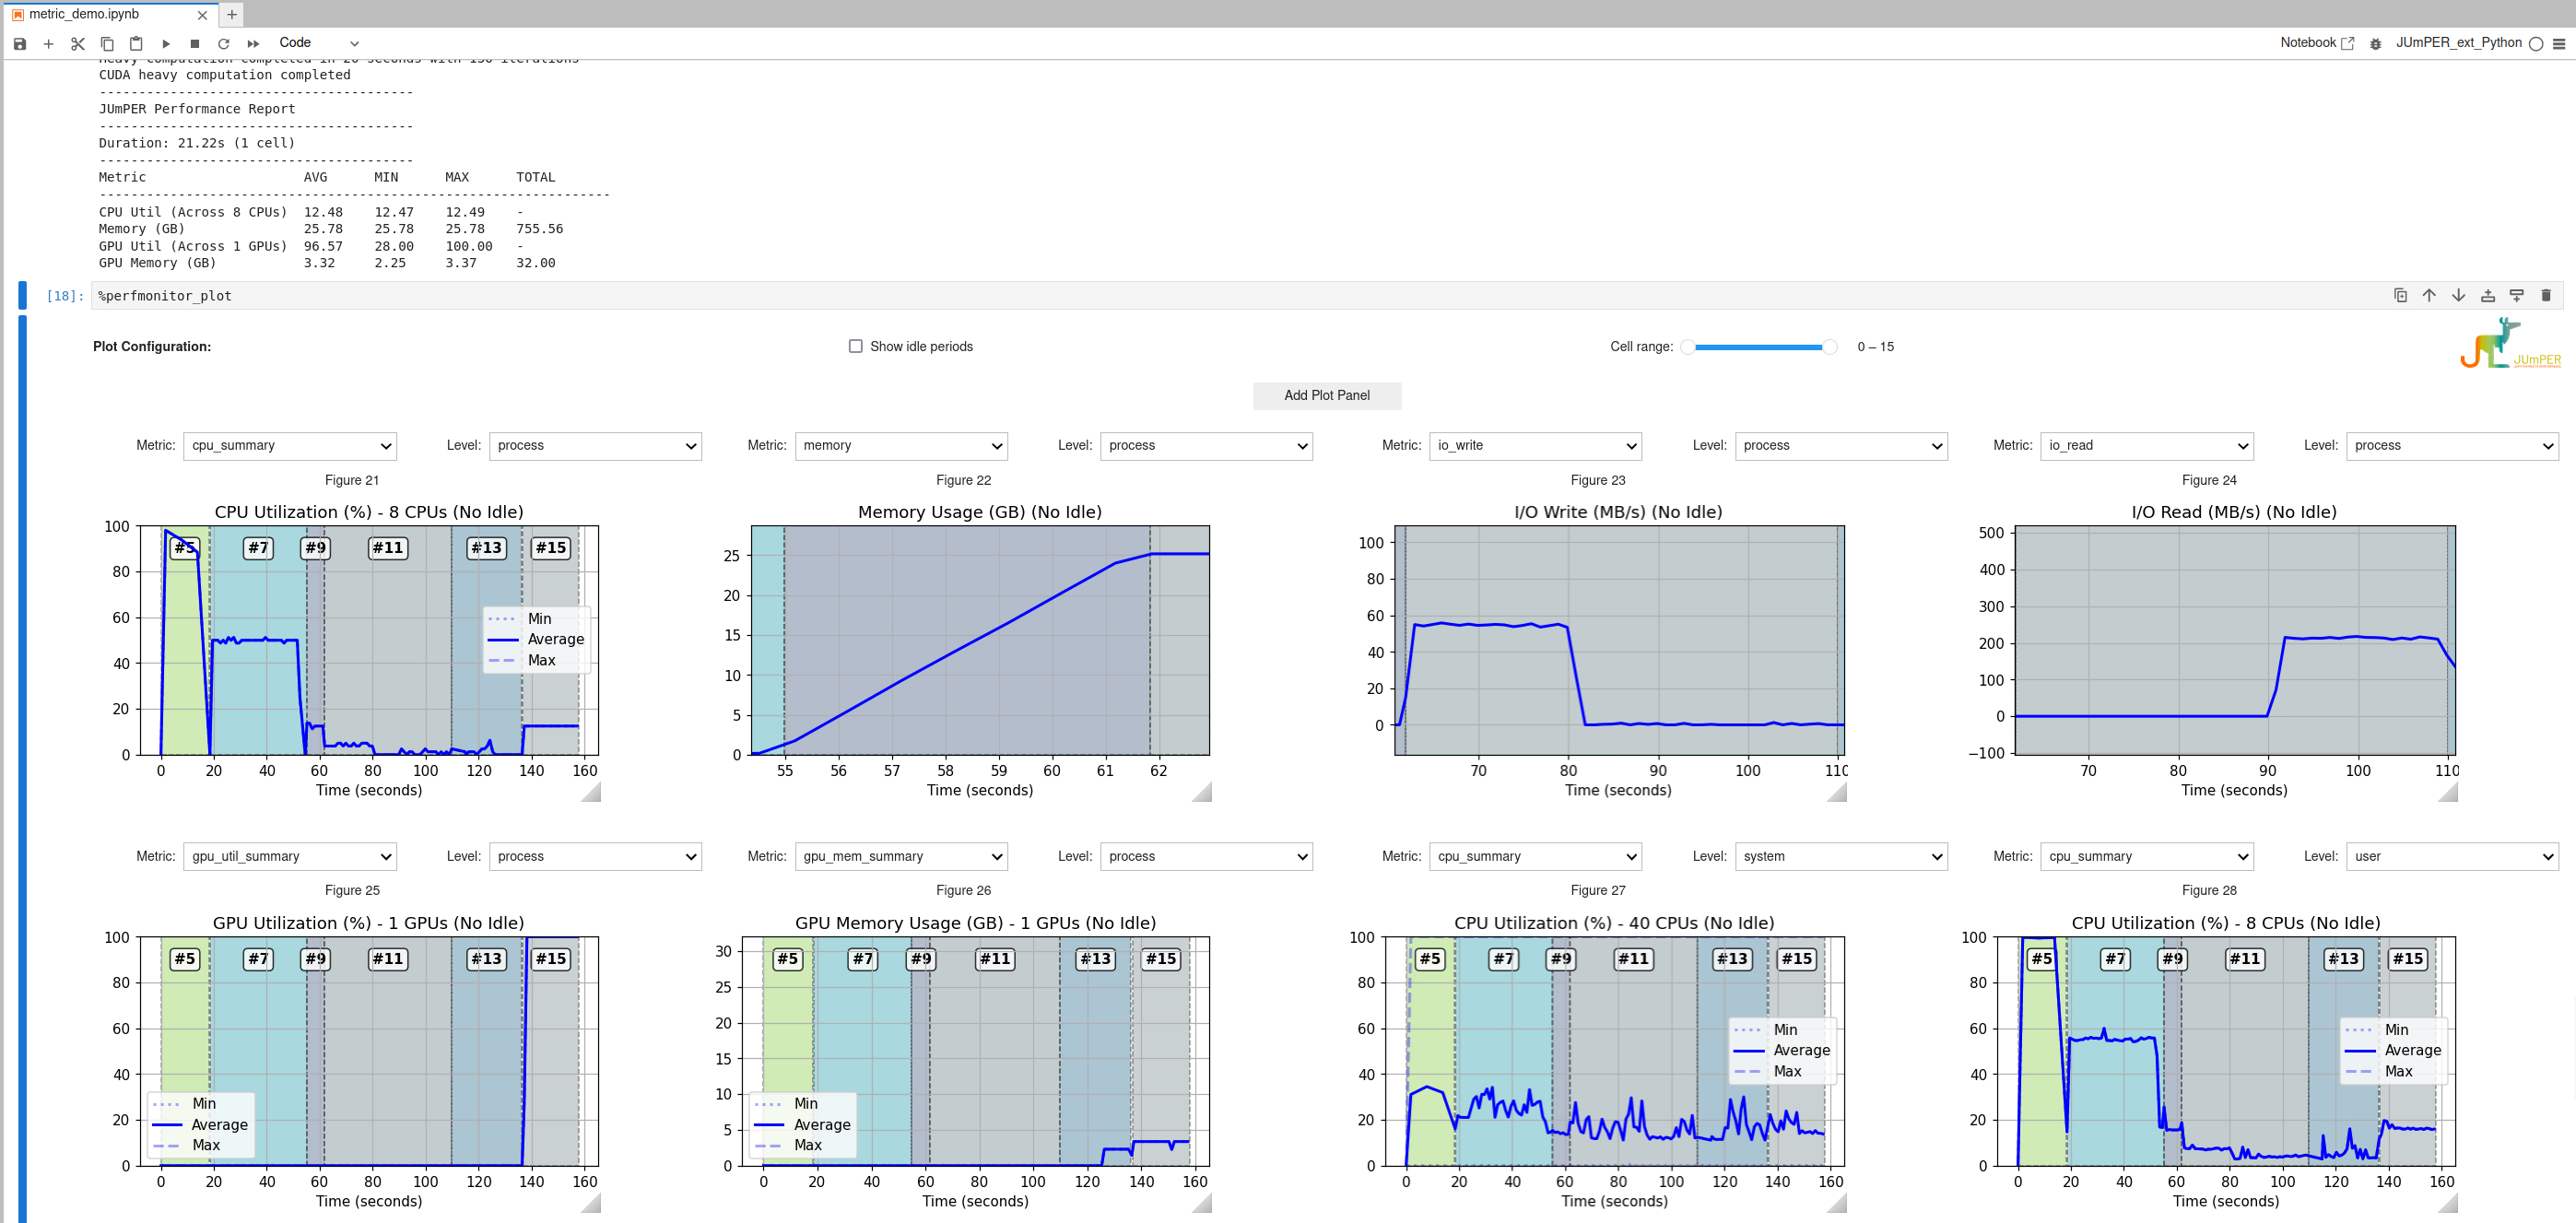 metric_demo.ipynb
Code
Notebook
JUmPER_ext_Python
Heavy computation completed in 20 seconds with 150 iterations
CUDA heavy computation completed
----------------------------------------
JUmPER Performance Report
----------------------------------------
Duration: 21.22s (1 cell)
----------------------------------------
Metric AVG MIN MAX TOTAL
-----------------------------------------------------------------
CPU Util (Across 8 CPUs) 12.48 12.47 12.49 -
Memory (GB) 25.78 25.78 25.78 755.56
GPU Util (Across 1 GPUs) 96.57 28.00 100.00 -
GPU Memory (GB) 3.32 2.25 3.37 32.00
[18]: %perfmonitor_plot
Plot Configuration:
Show idle periods
Cell range: 0 – 15
JUmPER
Add Plot Panel
Metric: cpu_summary Level: process
Figure 21
CPU Utilization (%) - 8 CPUs (No Idle)
100
80
60
40
20
0
#5 #7 #9 #11 #13 #15
Min
Average
Max
0 20 40 60 80 100 120 140 160
Time (seconds)
Metric: memory Level: process
Figure 22
Memory Usage (GB) (No Idle)
25
20
15
10
5
0
55 56 57 58 59 60 61 62
Time (seconds)
Metric: io_write Level: process
Figure 23
I/O Write (MB/s) (No Idle)
100
80
60
40
20
0
70 80 90 100 110
Time (seconds)
Metric: io_read Level: process
Figure 24
I/O Read (MB/s) (No Idle)
500
400
300
200
100
0
−100
70 80 90 100 110
Time (seconds)
Metric: gpu_util_summary Level: process
Figure 25
GPU Utilization (%) - 1 GPUs (No Idle)
100
80
60
40
20
0
#5 #7 #9 #11 #13 #15
Min
Average
Max
0 20 40 60 80 100 120 140 160
Time (seconds)
Metric: gpu_mem_summary Level: process
Figure 26
GPU Memory Usage (GB) - 1 GPUs (No Idle)
30
25
20
15
10
5
0
#5 #7 #9 #11 #13 #15
Min
Average
Max
0 20 40 60 80 100 120 140 160
Time (seconds)
Metric: cpu_summary Level: system
Figure 27
CPU Utilization (%) - 40 CPUs (No Idle)
100
80
60
40
20
0
#5 #7 #9 #11 #13 #15
Min
Average
Max
0 20 40 60 80 100 120 140 160
Time (seconds)
Metric: cpu_summary Level: user
Figure 28
CPU Utilization (%) - 8 CPUs (No Idle)
100
80
60
40
20
0
#5 #7 #9 #11 #13 #15
Min
Average
Max
0 20 40 60 80 100 120 140 160
Time (seconds)